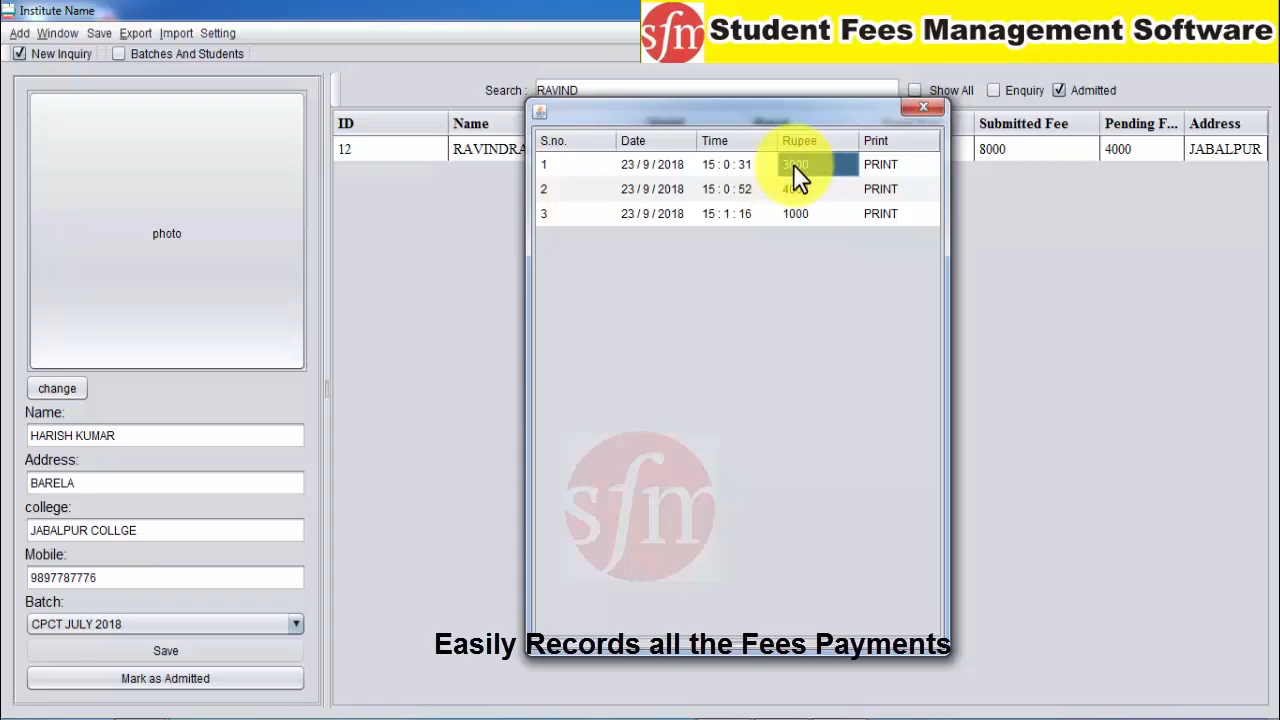 Institute Name
sfm
Student Fees Management Software
Add Window Save Export Import Setting
New Inquiry Batches And Students
Search : RAVIND Show All Enquiry Admitted
ID Name Submitted Fee Pending F... Address
12 RAVINDRA 8000 4000 JABALPUR
S.no. Date Time Rupee Print
1 23 / 9 / 2018 15 : 0 : 31 3000 PRINT
2 23 / 9 / 2018 15 : 0 : 52 PRINT
3 23 / 9 / 2018 15 : 1 : 16 1000 PRINT
photo
change
Name:
HARISH KUMAR
Address:
BARELA
college:
JABALPUR COLLGE
Mobile:
9897787776
Batch:
CPCT JULY 2018
Save
Mark as Admitted
sfm
Easily Records all the Fees Payments